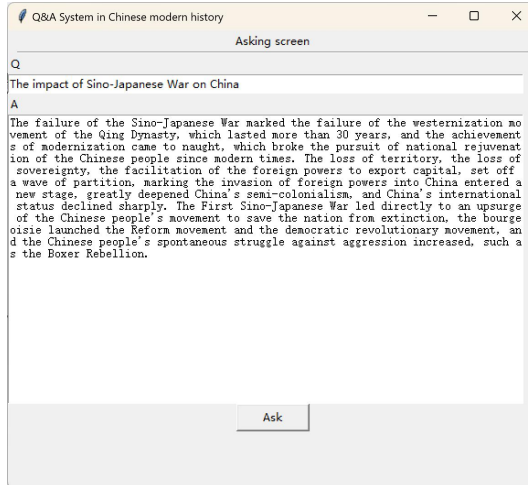 Q&A System in Chinese modern history
Asking screen
Q
The impact of Sino-Japanese War on China
A
The failure of the Sino-Japanese War marked the failure of the westernization mo
vement of the Qing Dynasty, which lasted more than 30 years, and the achievement
s of modernization came to naught, which broke the pursuit of national rejuvenat
ion of the Chinese people since modern times. The loss of territory, the loss of
sovereignty, the facilitation of the foreign powers to export capital, set off
a wave of partition, marking the invasion of foreign powers into China entered a
new stage, greatly deepened China's semi-colonialism, and China's international
status declined sharply. The First Sino-Japanese War led directly to an upsurge
of the Chinese people's movement to save the nation from extinction, the bourge
oisie launched the Reform movement and the democratic revolutionary movement, an
d the Chinese people's spontaneous struggle against aggression increased, such a
s the Boxer Rebellion.
Ask